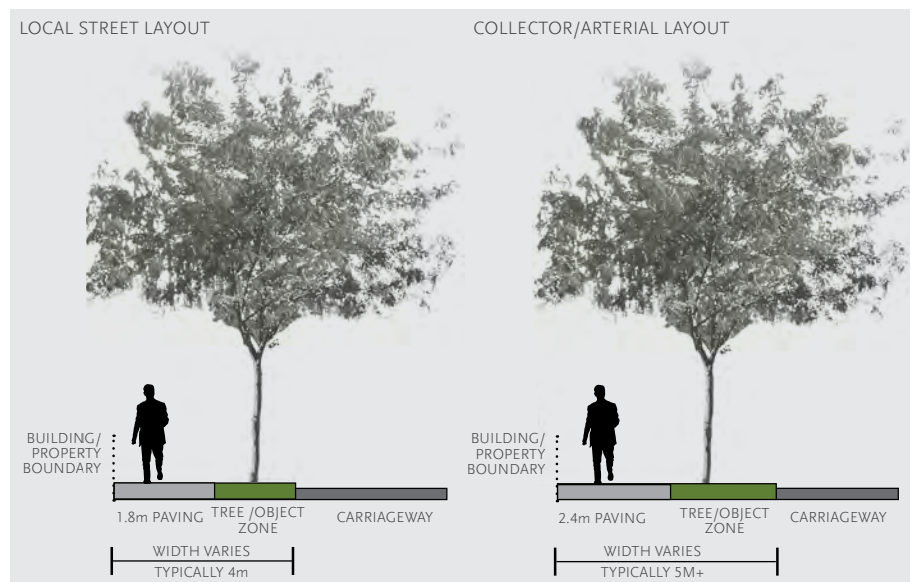 LOCAL STREET LAYOUT
BUILDING/
PROPERTY
BOUNDARY
1.8m PAVING
TREE /OBJECT
ZONE
CARRIAGEWAY
WIDTH VARIES
TYPICALLY 4m
COLLECTOR/ARTERIAL LAYOUT
BUILDING/
PROPERTY
BOUNDARY
2.4m PAVING
TREE/OBJECT
ZONE
CARRIAGEWAY
WIDTH VARIES
TYPICALLY 5M+